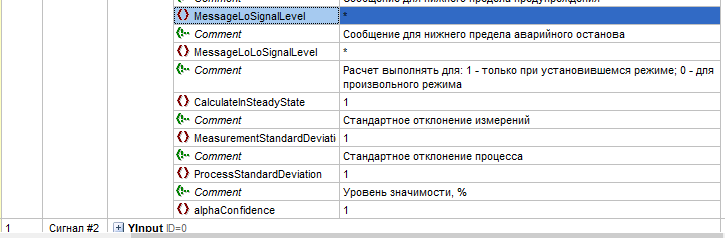 Comment Сообщение для нижнего предела предупреждения
MessageLoSignalLevel *
Comment Сообщение для нижнего предела аварийного останова
MessageLoLoSignalLevel *
Comment Расчет выполнять для: 1 - только при установившемся режиме; 0 - для
произвольного режима
CalculateInSteadyState 1
Comment Стандартное отклонение измерений
MeasurementStandardDeviati 1
Comment Стандартное отклонение процесса
ProcessStandardDeviation 1
Comment Уровень значимости, %
alphaConfidence 1
1 Сигнал #2 YInput ID=0